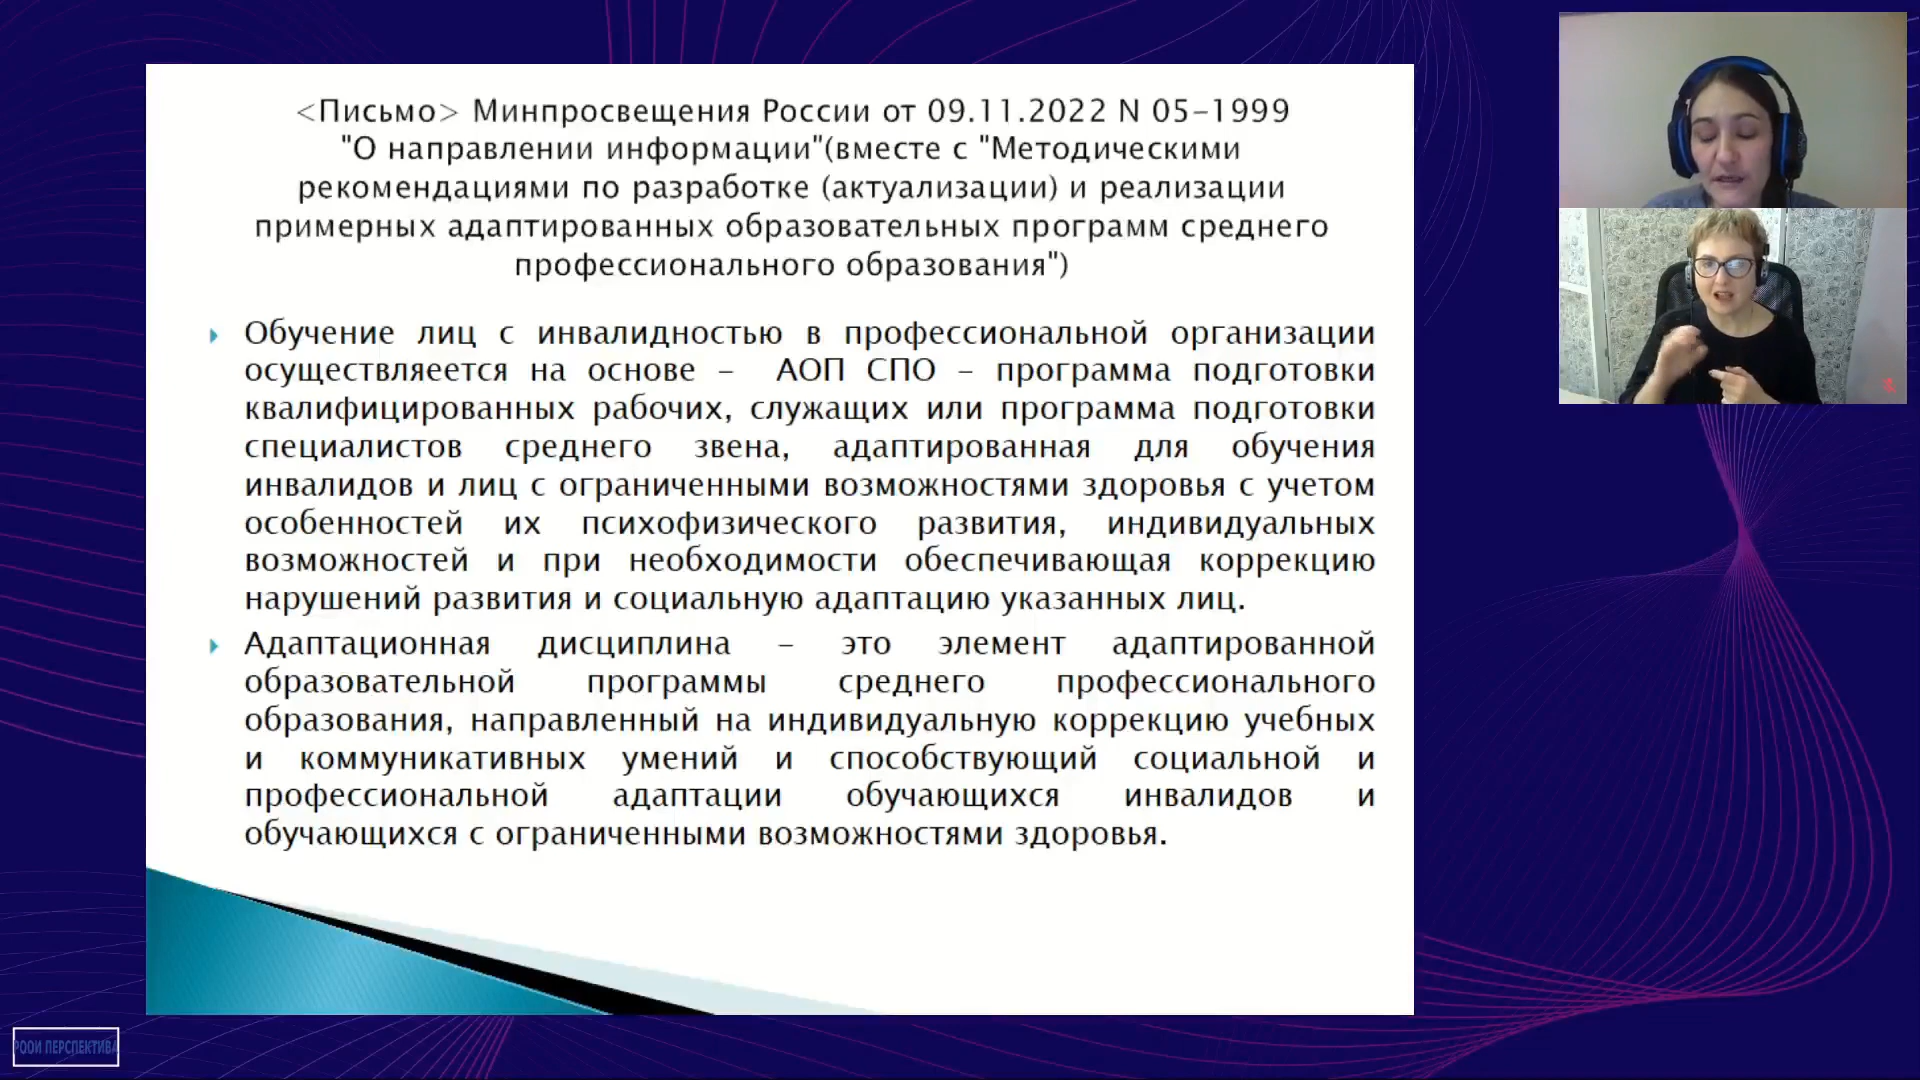 <Письмо> Минпросвещения России от 09.11.2022 N 05-1999
"О направлении информации"(вместе с "Методическими
рекомендациями по разработке (актуализации) и реализации
примерных адаптированных образовательных программ среднего
профессионального образования")
Обучение лиц с инвалидностью в профессиональной организации
осуществляеется на основе – АОП СПО – программа подготовки
квалифицированных рабочих, служащих или программа подготовки
специалистов среднего звена, адаптированная для обучения
инвалидов и лиц с ограниченными возможностями здоровья с учетом
особенностей их психофизического развития, индивидуальных
возможностей и при необходимости обеспечивающая коррекцию
нарушений развития и социальную адаптацию указанных лиц.
Адаптационная дисциплина – это элемент адаптированной
образовательной программы среднего профессионального
образования, направленный на индивидуальную коррекцию учебных
и коммуникативных умений и способствующий социальной и
профессиональной адаптации обучающихся инвалидов и
обучающихся с ограниченными возможностями здоровья.
РООИ ПЕРСПЕКТИВА